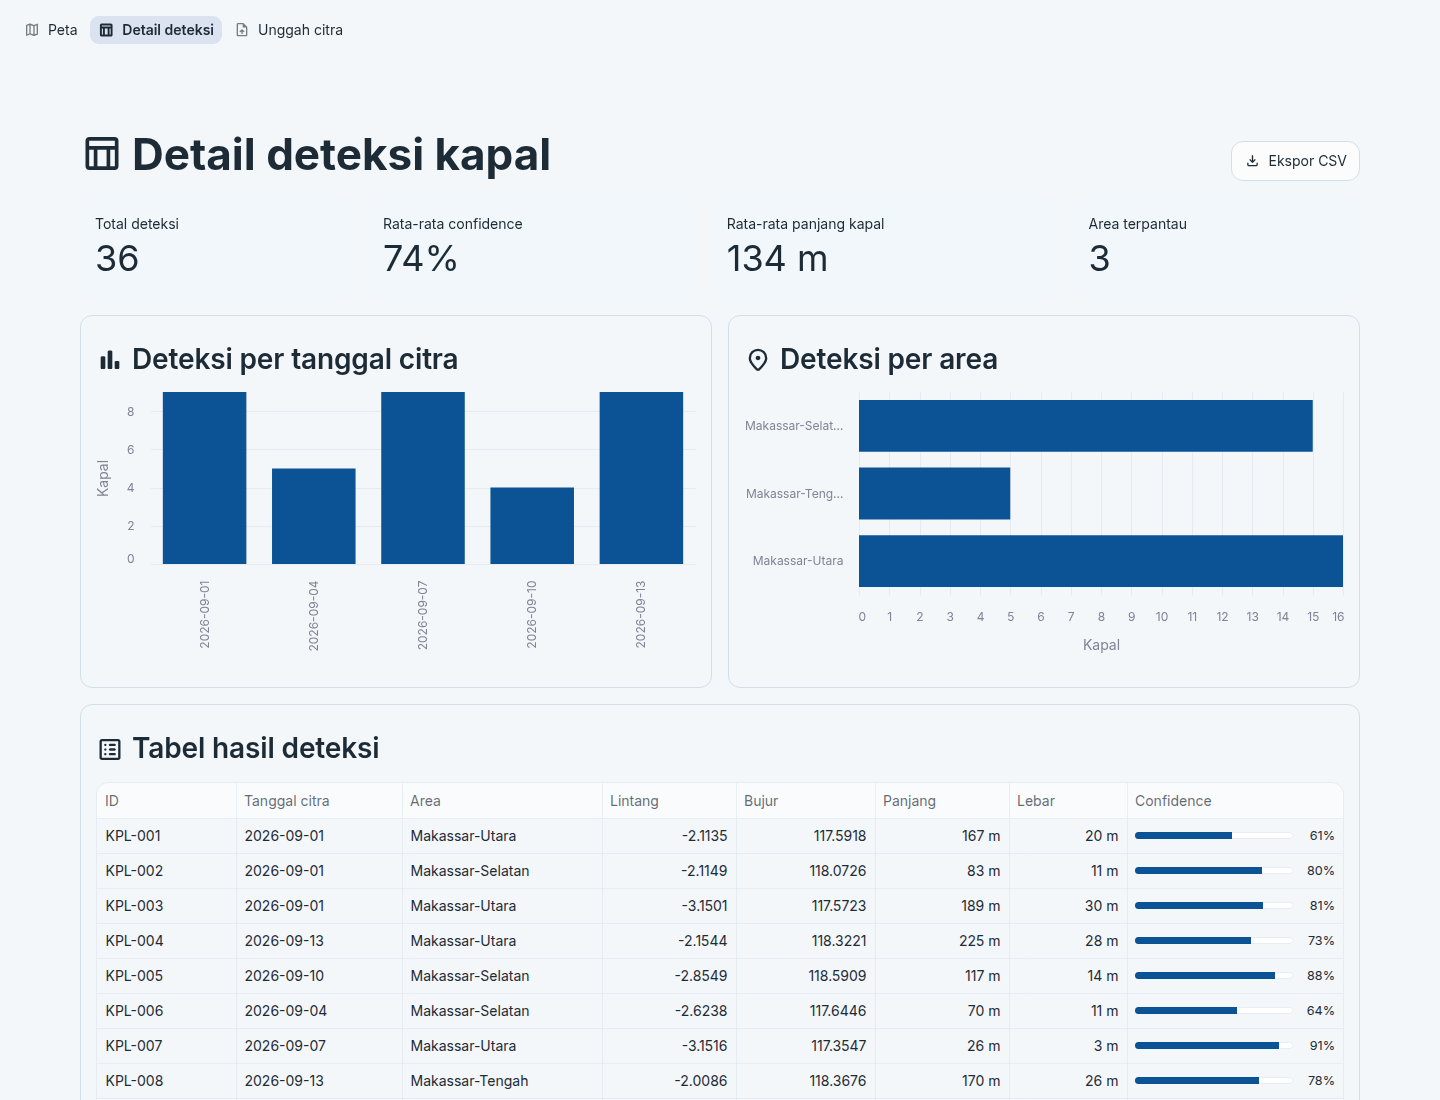 Peta Detail deteksi Unggah citra
Detail deteksi kapal
Ekspor CSV
Total deteksi
36
Rata-rata confidence
74%
Rata-rata panjang kapal
134 m
Area terpantau
3
Deteksi per tanggal citra
Kapal
8
6
4
2
0
2026-09-01
2026-09-04
2026-09-07
2026-09-10
2026-09-13
Deteksi per area
Makassar-Selat...
Makassar-Teng...
Makassar-Utara
0 1 2 3 4 5 6 7 8 9 10 11 12 13 14 15 16
Kapal
Tabel hasil deteksi
ID Tanggal citra Area Lintang Bujur Panjang Lebar Confidence
KPL-001 2026-09-01 Makassar-Utara -2.1135 117.5918 167 m 20 m 61%
KPL-002 2026-09-01 Makassar-Selatan -2.1149 118.0726 83 m 11 m 80%
KPL-003 2026-09-01 Makassar-Utara -3.1501 117.5723 189 m 30 m 81%
KPL-004 2026-09-13 Makassar-Utara -2.1544 118.3221 225 m 28 m 73%
KPL-005 2026-09-10 Makassar-Selatan -2.8549 118.5909 117 m 14 m 88%
KPL-006 2026-09-04 Makassar-Selatan -2.6238 117.6446 70 m 11 m 64%
KPL-007 2026-09-07 Makassar-Utara -3.1516 117.3547 26 m 3 m 91%
KPL-008 2026-09-13 Makassar-Tengah -2.0086 118.3676 170 m 26 m 78%